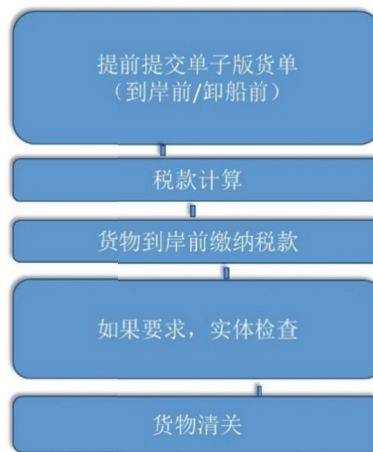 提前提交单子版货单
（到岸前/卸船前）
税款计算
货物到岸前缴纳税款
如果要求，实体检查
货物清关